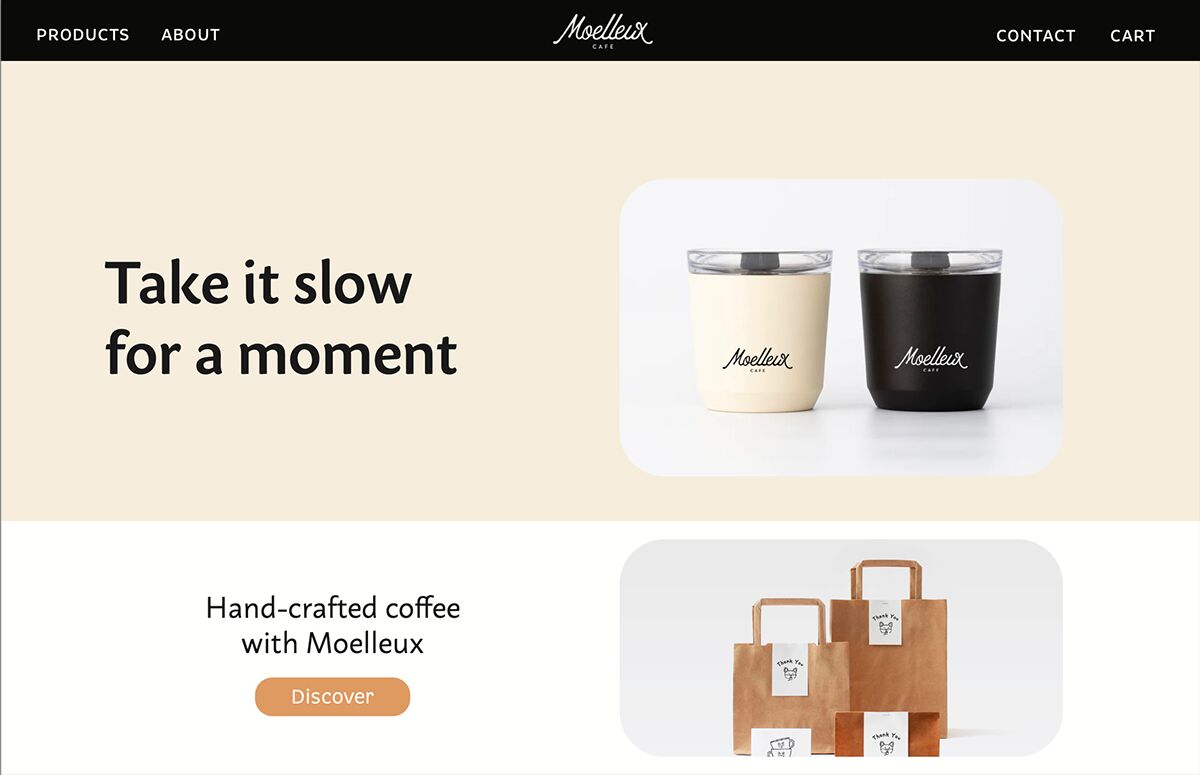 PRODUCTS ABOUT
Moelleux
CAFE
CONTACT CART
Take it slow
for a moment
Moelleux
CAFE
Moelleux
CAFE
Hand-crafted coffee
with Moelleux
Discover
Thank You
Thank You
Thank You